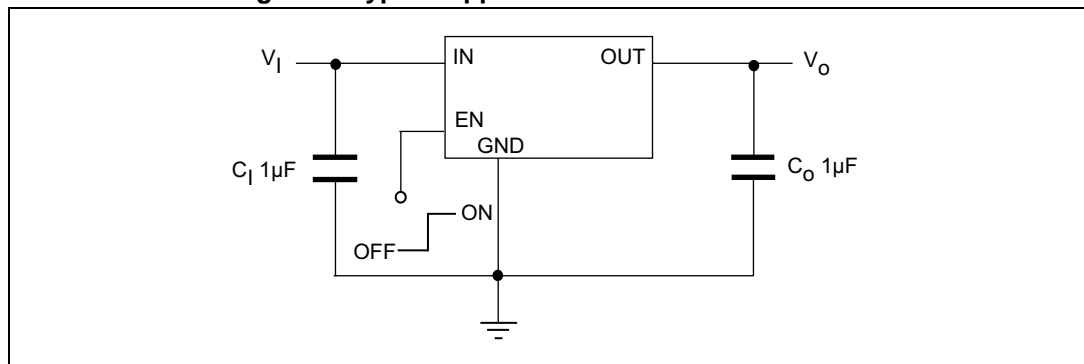 V_I
IN
OUT
V_o
EN
GND
C_I 1µF
C_o 1µF
ON
OFF